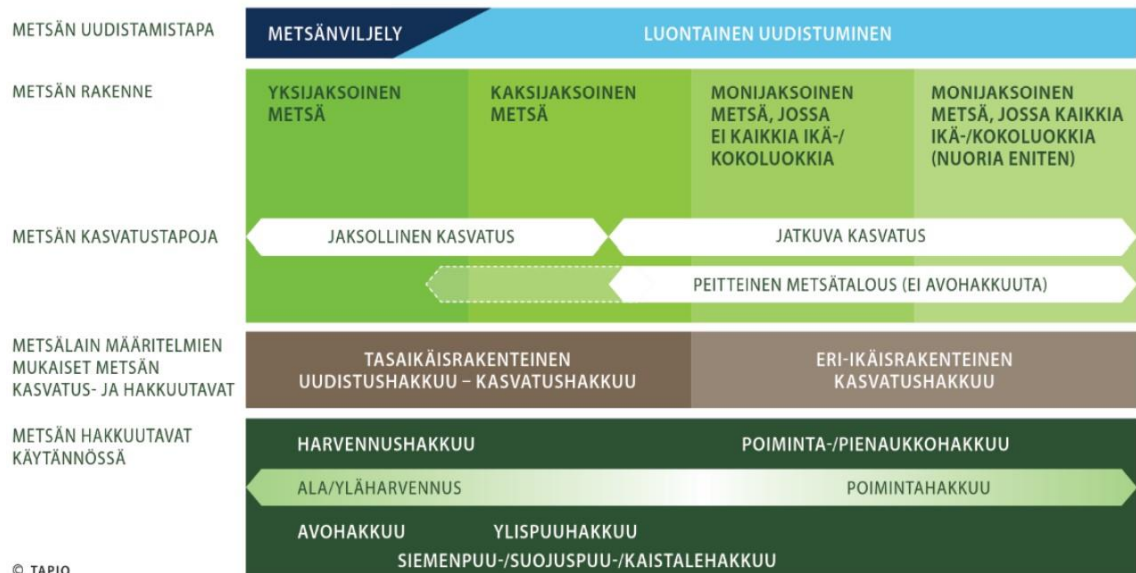 METSÄN UUDISTAMISTAPA
METSÄNVILJELY
LUONTAINEN UUDISTUMINEN
METSÄN RAKENNE
YKSIJAKSOINEN
METSÄ
KAKSIJAKSOINEN
METSÄ
MONIJAKSOINEN
METSÄ, JOSSA
EI KAIKKIA IKÄ-/
KOKOLUOKKIA
MONIJAKSOINEN
METSÄ, JOSSA KAIKKIA
IKÄ-/KOKOLUOKKIA
(NUORIA ENITEN)
METSÄN KASVATUSTAPOJA
JAKSOLLINEN KASVATUS
JATKUVA KASVATUS
PEITTEINEN METSÄTALOUS (EI AVOHAKKUUTA)
METSÄLAIN MÄÄRITELMIEN
MUKAISET METSÄN
KASVATUS- JA HAKKUUTAVAT
TASAIKÄISRAKENTEINEN
UUDISTUSHAKKUU – KASVATUSHAKKUU
ERI-IKÄISRAKENTEINEN
KASVATUSHAKKUU
METSÄN HAKKUUTAVAT
KÄYTÄNNÖSSÄ
HARVENNUSHAKKUU
POIMINTA-/PIENAUKKOHAKKUU
ALA/YLÄHARVENNUS
POIMINTAHAKKUU
AVOHAKKUU
YLISPUUHAKKUU
SIEMENPUU-/SUOJUSPUU-/KAISTALEHAKKUU
© TAPIO